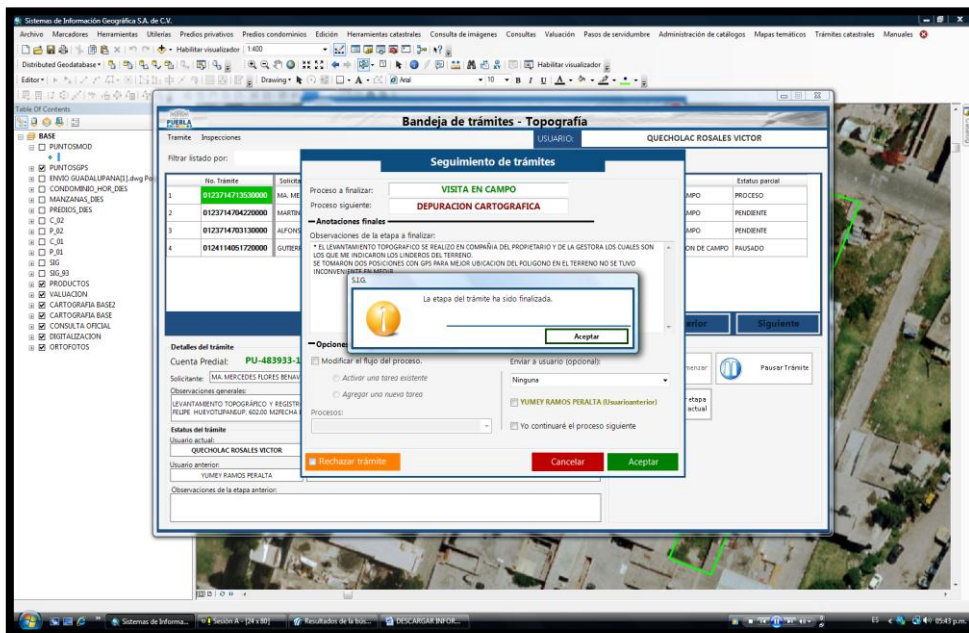 Sistemas de Información Geográfica S.A. de C.V.
Archivo Marcadores Herramientas Utilerías Predios privativos Predios condominios Edición Herramientas catastrales Consulta de imágenes Consultas Valuación Pasos de servidumbre Administración de catálogos Mapas temáticos Trámites catastrales Manuales
Habilitar visualizador 1:400
Distributed Geodatabase Habilitar visualizador
Editor Drawing Arial 10 B I U A
Table Of Contents
BASE
PUNTOSMOD
PUNTOSGPS
ENVIO GUADALUPANA[1].dwg Po
CONDOMINIO_HOR_DIES
MANZANAS_DIES
PREDIOS_DIES
C_02
P_02
C_01
P_01
SIG
SIG_93
PRODUCTOS
VALUACION
CARTOGRAFIA BASE2
CARTOGRAFIA BASE
CONSULTA OFICIAL
DIGITALIZACION
ORTOFOTOS
PUEBLA
Bandeja de trámites - Topografía
Tramite Inspecciones
USUARIO: QUECHOLAC ROSALES VICTOR
Filtrar listado por:
No. Trámite Solicita Estatus parcial
1 0123714713530000 MA. ME MPO PROCESO
2 0123714704220000 MARTIN MPO PENDIENTE
3 0123714703130000 ALFONS MPO PENDIENTE
4 0124114051720000 GUTIERR ON DE CAMPO PAUSADO
erior Siguiente
Detalles del trámite
Cuenta Predial: PU-483933-1
Solicitante: MA. MERCEDES FLORES BENAV
Observaciones generales:
LEVANTAMIENTO TOPOGRÁFICO Y REGISTR
FELIPE HUEYOTLIPANSUP. 602.00 M2FECHA
Estatus del trámite
Usuario actual:
QUECHOLAC ROSALES VICTOR
Usuario anterior:
YUMEY RAMOS PERALTA
Observaciones de la etapa anterior:
menzar Pausar Trámite
etapa
actual
Seguimiento de trámites
Proceso a finalizar: VISITA EN CAMPO
Proceso siguiente: DEPURACION CARTOGRAFICA
Anotaciones finales
Observaciones de la etapa a finalizar:
* EL LEVANTAMIENTO TOPOGRAFICO SE REALIZO EN COMPAÑIA DEL PROPIETARIO Y DE LA GESTORA LOS CUALES SON
LOS QUE ME INDICARON LOS LINDEROS DEL TERRENO.
SE TOMARON DOS POSICIONES CON GPS PARA MEJOR UBICACION DEL POLIGONO EN EL TERRENO NO SE TUVO
INCONVENIENTE EN MEDIR
S.I.G.
La etapa del trámite ha sido finalizada.
Aceptar
Opciones
Modificar el flujo del proceso.
Activar una tarea existente
Agregar una nueva tarea
Procesos:
Enviar a usuario (opcional):
Ninguna
YUMEY RAMOS PERALTA (Usuarioanterior)
Yo continuaré el proceso siguiente
Rechazar trámite Cancelar Aceptar
Sistemas de Informa... Sesión A - [24 x 80] Resultados de la bús... DESCARGAR INFOR... ES 05:43 p.m.